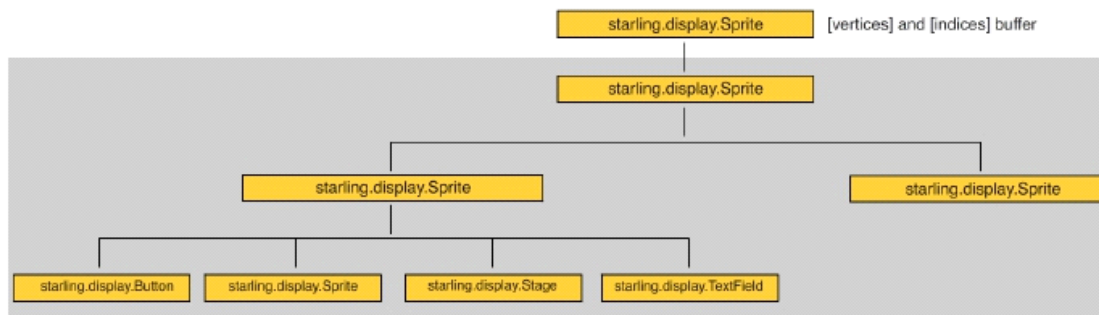 starling.display.Sprite [vertices] and [indices] buffer
starling.display.Sprite
starling.display.Sprite starling.display.Sprite
starling.display.Button starling.display.Sprite starling.display.Stage starling.display.TextField